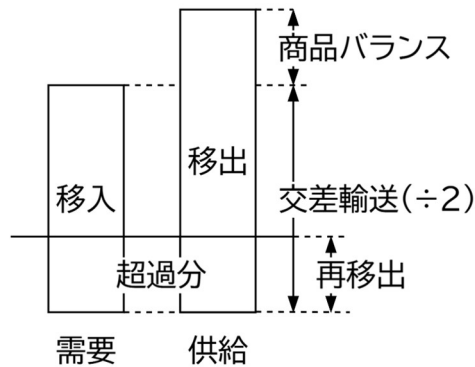 商品バランス
移出
移入
交差輸送(÷2)
超過分
再移出
需要
供給